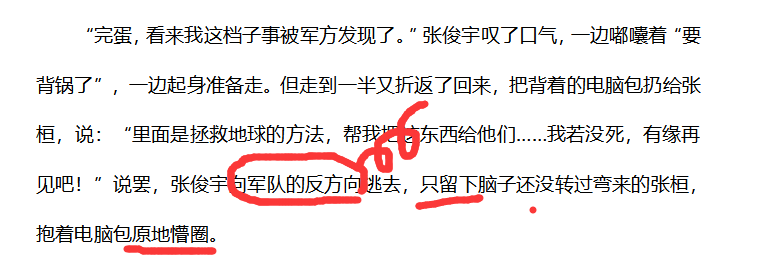 “完蛋，看来我这档子事被军方发现了。”张俊宇叹了口气，一边嘟囔着“要
背锅了”，一边起身准备走。但走到一半又折返了回来，把背着的电脑包扔给张
桓，说：“里面是拯救地球的方法，帮我把这东西给他们……我若没死，有缘再
见吧！”说罢，张俊宇向军队的反方向逃去，只留下脑子还没转过弯来的张桓，
抱着电脑包原地懵圈。